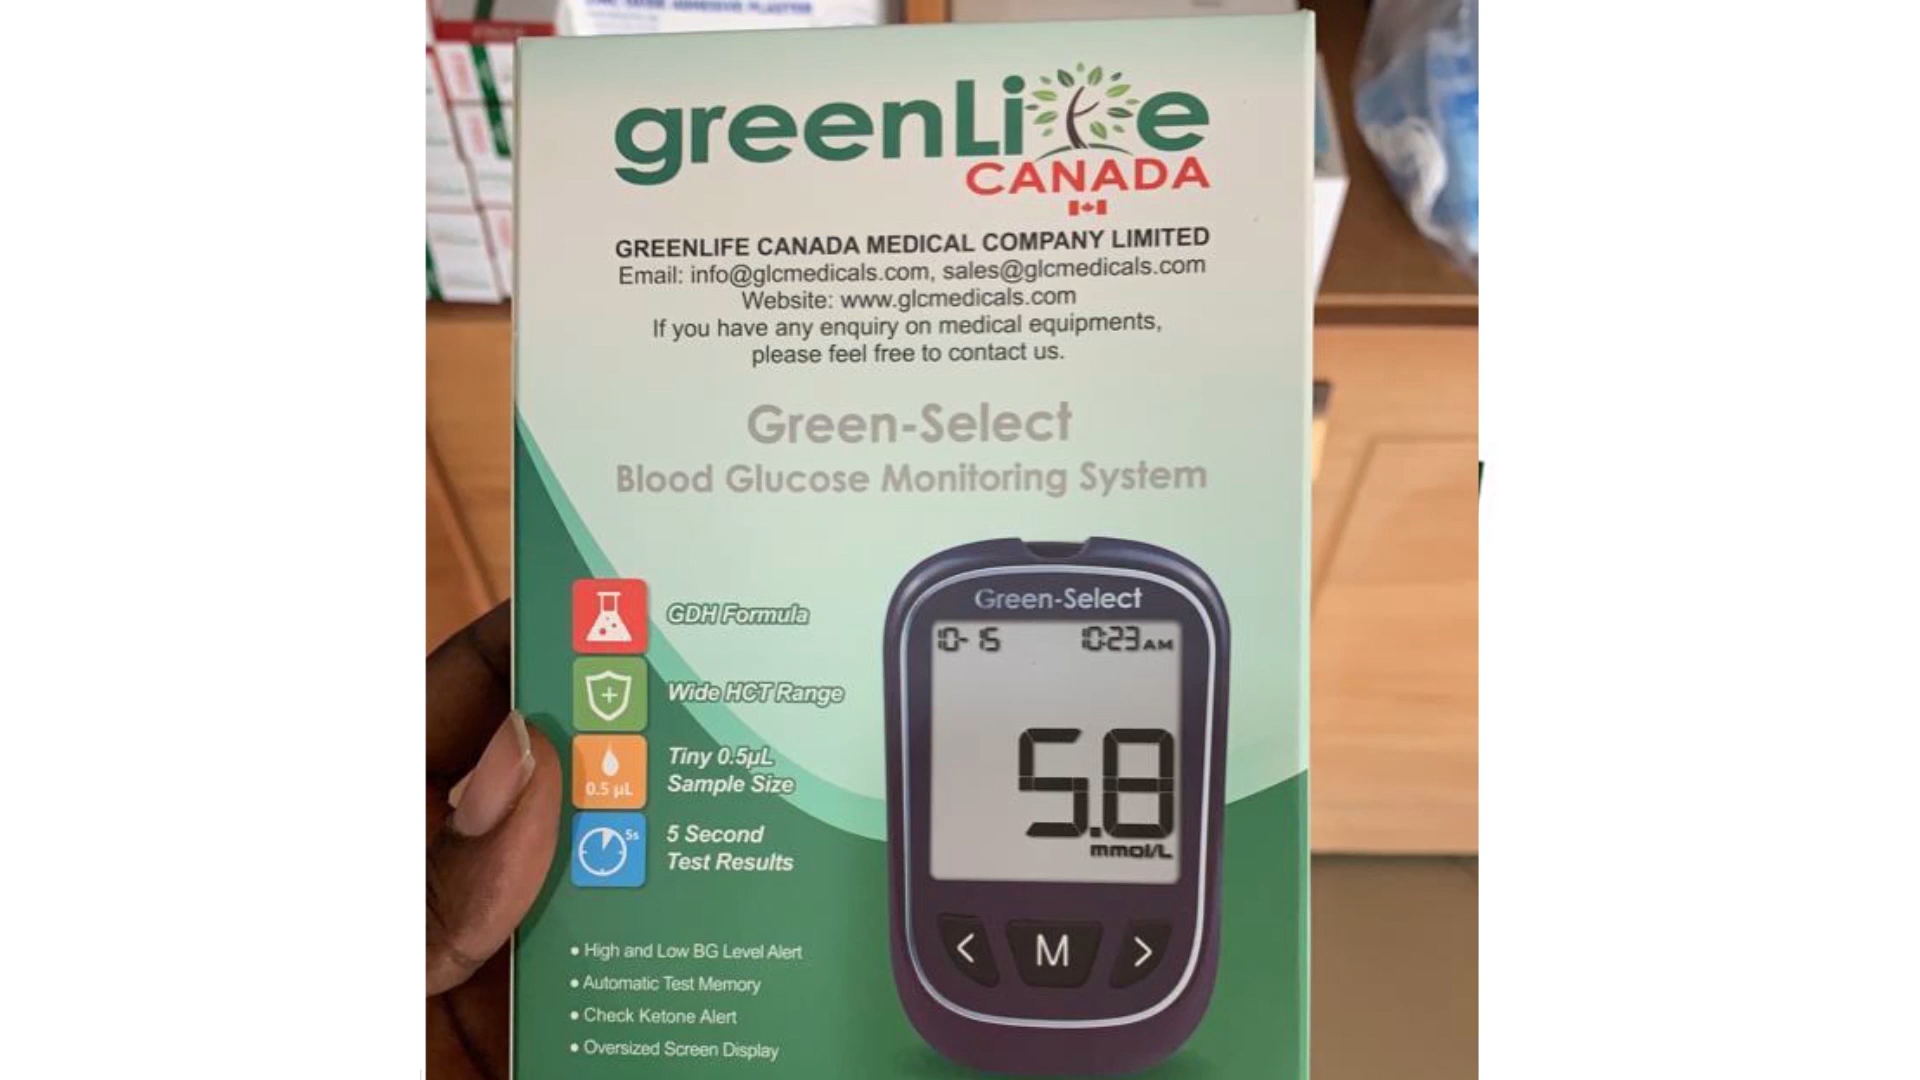 greenLife
CANADA
GREENLIFE CANADA MEDICAL COMPANY LIMITED
Email: info@glcmedicals.com, sales@glcmedicals.com
Website: www.glcmedicals.com
If you have any enquiry on medical equipments,
please feel free to contact us.
Green-Select
Blood Glucose Monitoring System
GDH Formula
Wide HCT Range
0.5 µL
Tiny 0.5µL
Sample Size
5s
5 Second
Test Results
• High and Low BG Level Alert
• Automatic Test Memory
• Check Ketone Alert
• Oversized Screen Display
Green-Select
10-15 10:23 AM
5.8
mmol/L
< M >